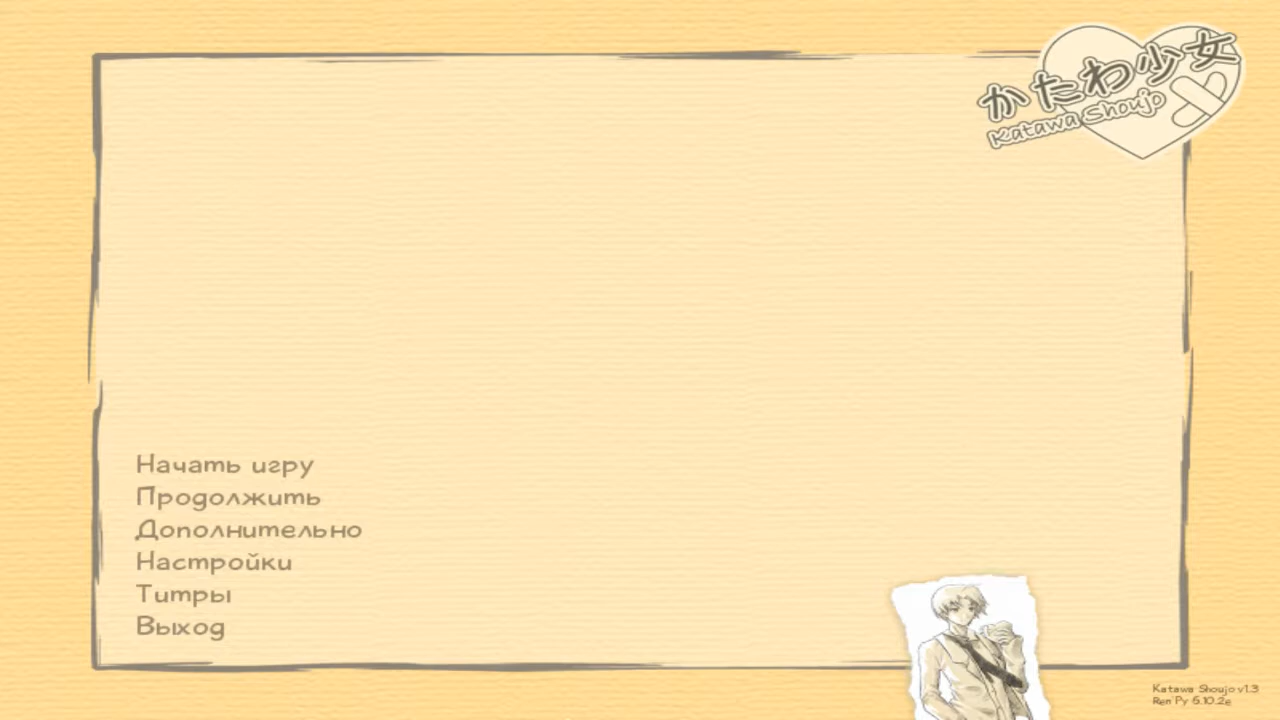 かたわ少女
Katawa Shoujo
Начать игру
Продолжить
Дополнительно
Настройки
Титры
Выход
Katawa Shoujo v1.3
Ren'Py 6.10.2e